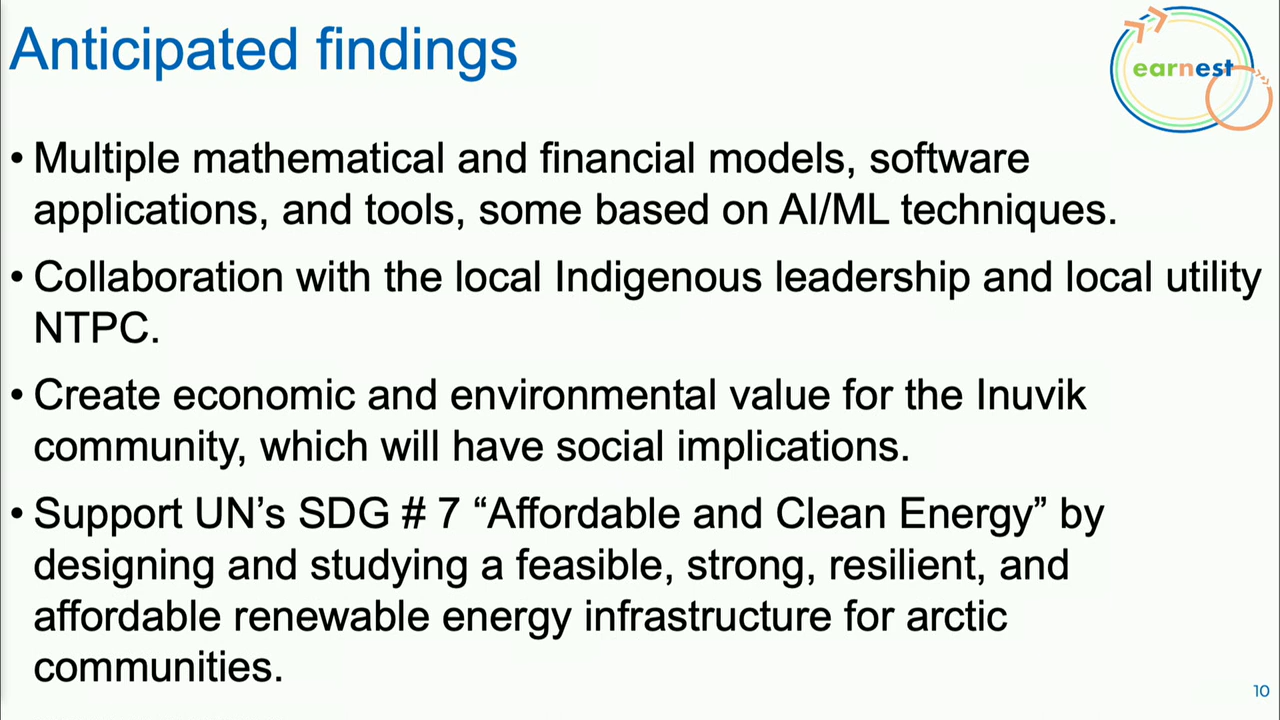 Anticipated findings
earnest
• Multiple mathematical and financial models, software
applications, and tools, some based on AI/ML techniques.
• Collaboration with the local Indigenous leadership and local utility
NTPC.
• Create economic and environmental value for the Inuvik
community, which will have social implications.
• Support UN’s SDG # 7 “Affordable and Clean Energy” by
designing and studying a feasible, strong, resilient, and
affordable renewable energy infrastructure for arctic
communities.
10